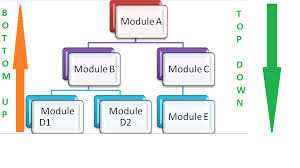 BOTTOM UP
Module A
TOP DOWN
Module B
Module C
Module
D1
Module
D2
Module E